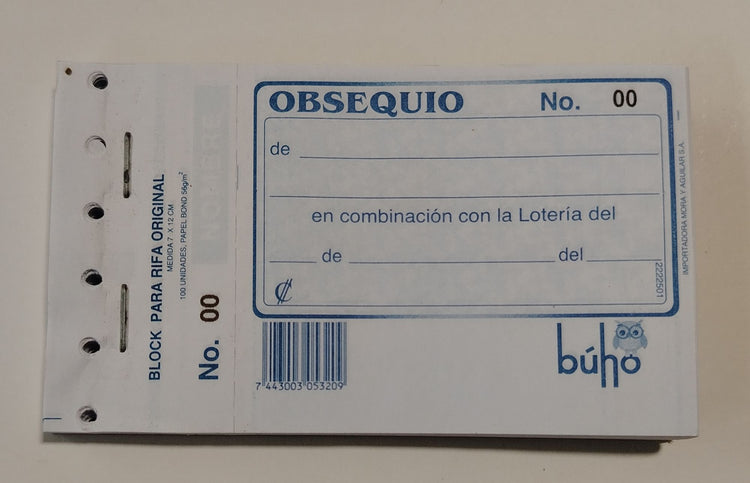 BLOCK PARA RIFA ORIGINAL
MEDIDA 7 X 12 CM
100 UNIDADES, PAPEL BOND 56g/m²
No. 00
OBSEQUIO No. 00
de
en combinación con la Lotería del
de del
₡
2222501
IMPORTADORA MORA Y AGUILAR S.A.
7 443003 053209
búho